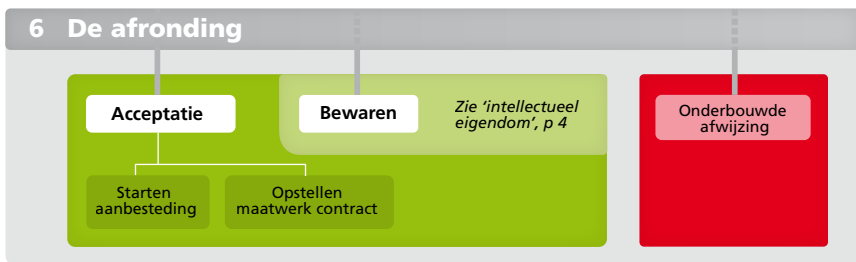 6 De afronding
Acceptatie
Bewaren
Zie ‘intellectueel
eigendom’, p 4
Onderbouwde
afwijzing
Starten
aanbesteding
Opstellen
maatwerk contract